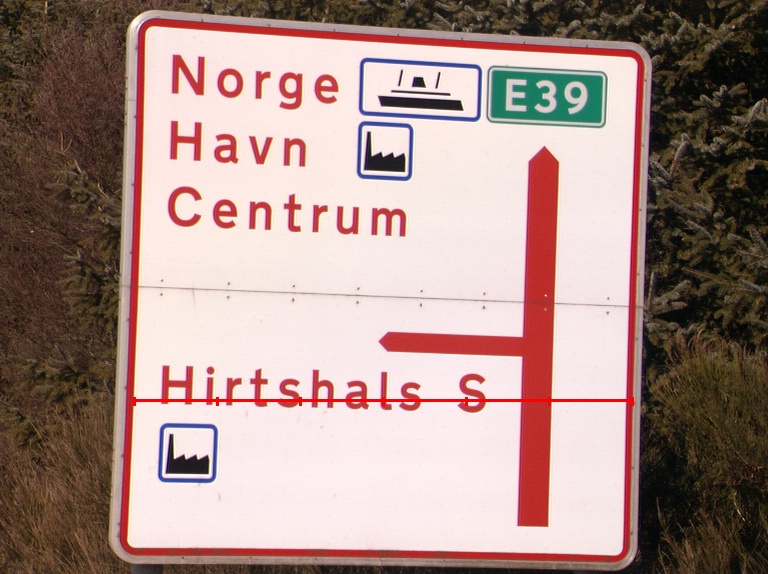 Norge E39
Havn
Centrum
Hirtshals S